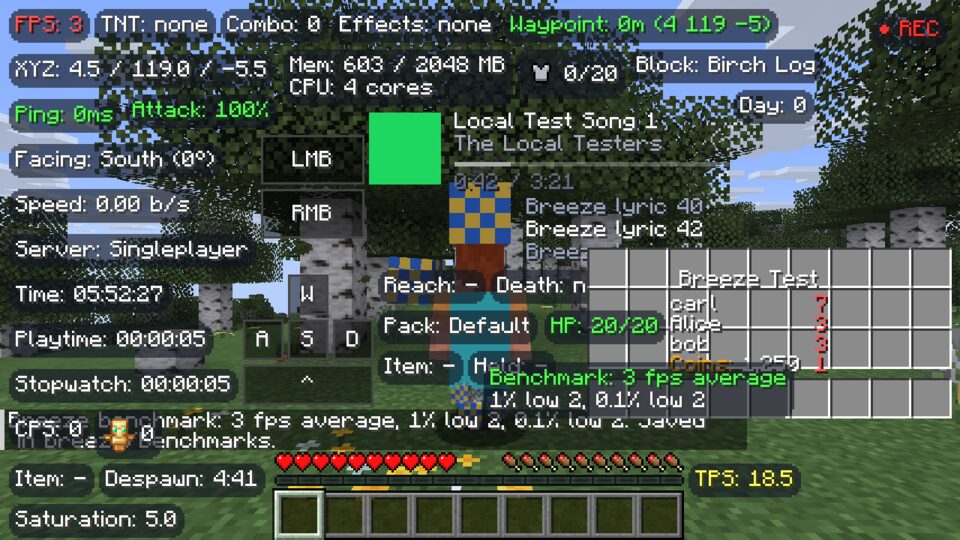 FPS: 3 TNT: none Combo: 0 Effects: none Waypoint: 0m (4 119 -5)
REC
XYZ: 4.5 / 119.0 / -5.5
Mem: 603 / 2048 MB
CPU: 4 cores
0/20
Block: Birch Log
Ping: 0ms
Attack: 100%
Day: 0
Local Test Song 1
The Local Testers
0:42 / 3:21
Facing: South (0°)
LMB
RMB
Speed: 0.00 b/s
Breeze lyric 40
Breeze lyric 42
Server: Singleplayer
Time: 05:52:27
W
A S D
^
Reach: - Death: n
Breeze Test
carl 7
Alice 3
bob 3
Coins: 1,250 1
Playtime: 00:00:05
Pack: Default
HP: 20/20
Item: - Held: -
Stopwatch: 00:00:05
Benchmark: 3 fps average
1% low 2, 0.1% low 2
Breeze benchmark: 3 fps average, 1% low 2, 0.1% low 2. Saved
in Breeze benchmarks.
CPS: 0
0
Item: -
Despawn: 4:41
TPS: 18.5
Saturation: 5.0